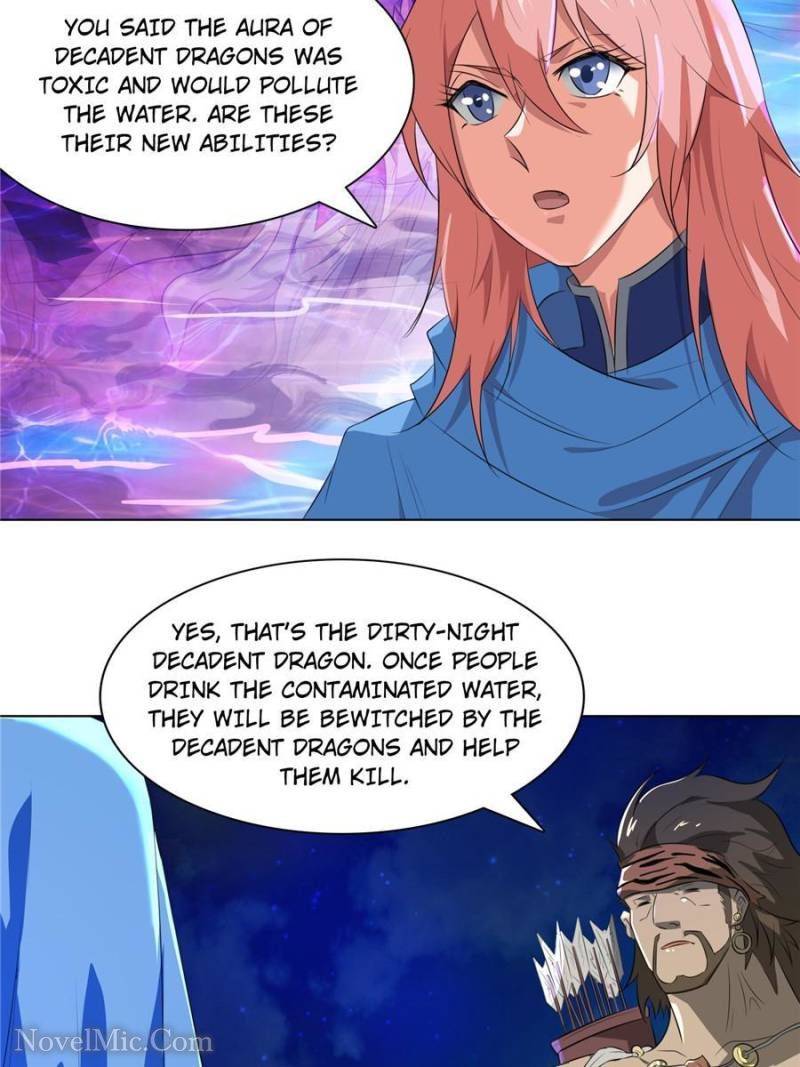 YOU SAID THE AURA OF
DECADENT DRAGONS WAS
TOXIC AND WOULD POLLUTE
THE WATER. ARE THESE
THEIR NEW ABILITIES?
YES, THAT'S THE DIRTY-NIGHT
DECADENT DRAGON. ONCE PEOPLE
DRINK THE CONTAMINATED WATER,
THEY WILL BE BEWITCHED BY THE
DECADENT DRAGONS AND HELP
THEM KILL.
NovelMic.Com